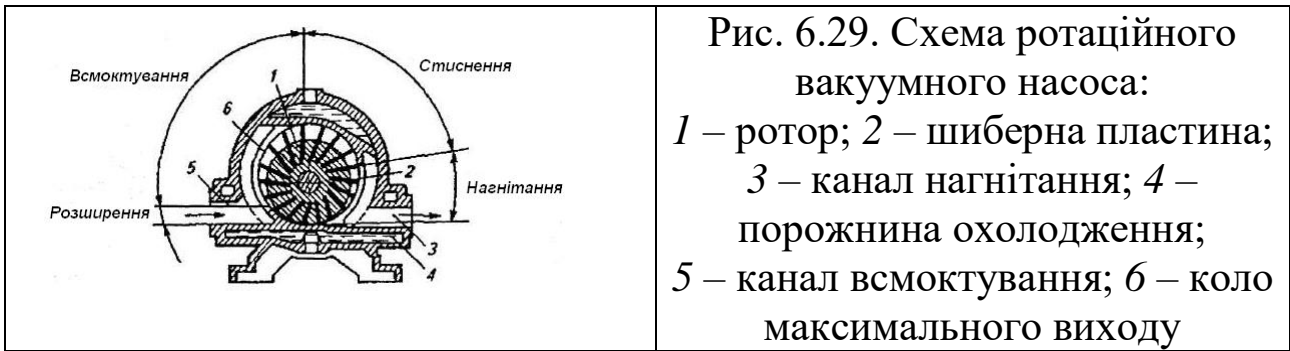 Всмоктування
Стиснення
1
6
2
5
Нагнітання
Розширення
3
4
Рис. 6.29. Схема ротаційного
вакуумного насоса:
1 – ротор; 2 – шиберна пластина;
3 – канал нагнітання; 4 –
порожнина охолодження;
5 – канал всмоктування; 6 – коло
максимального виходу